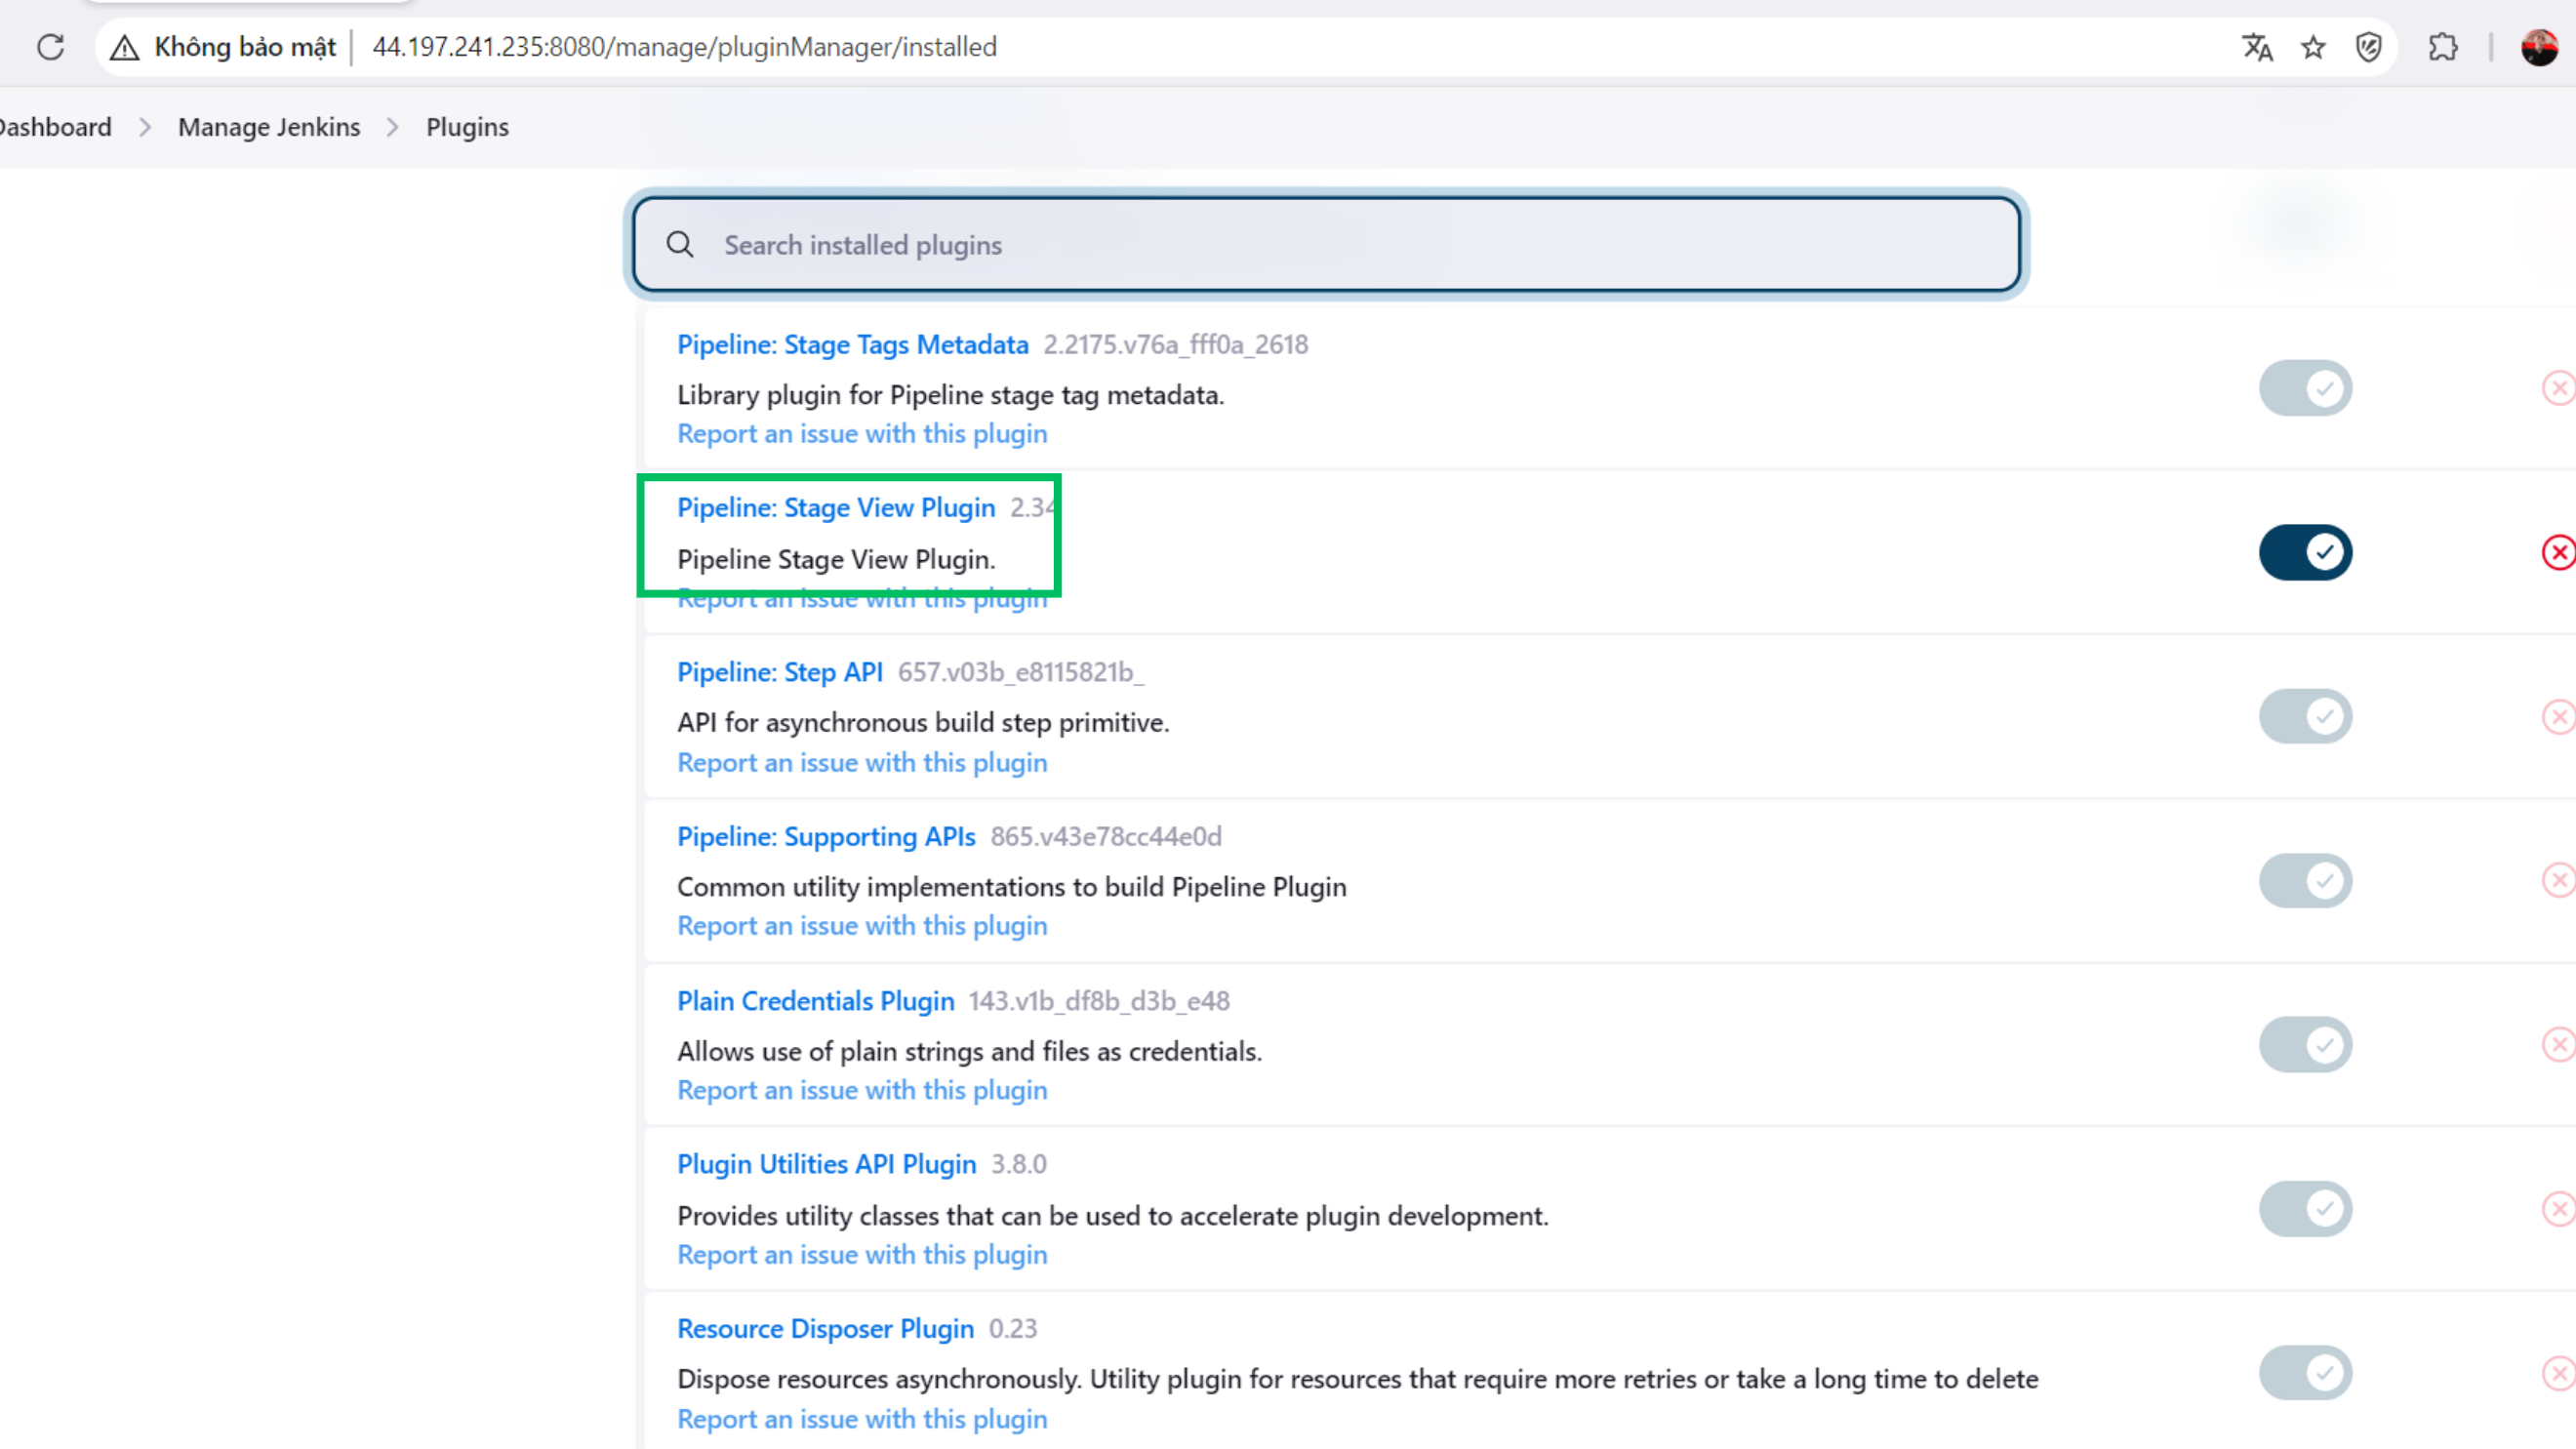 Không bảo mật
44.197.241.235:8080/manage/pluginManager/installed
Dashboard > Manage Jenkins > Plugins
Search installed plugins
Pipeline: Stage Tags Metadata 2.2175.v76a_fff0a_2618
Library plugin for Pipeline stage tag metadata.
Report an issue with this plugin
Pipeline: Stage View Plugin 2.34
Pipeline Stage View Plugin.
Report an issue with this plugin
Pipeline: Step API 657.v03b_e8115821b_
API for asynchronous build step primitive.
Report an issue with this plugin
Pipeline: Supporting APIs 865.v43e78cc44e0d
Common utility implementations to build Pipeline Plugin
Report an issue with this plugin
Plain Credentials Plugin 143.v1b_df8b_d3b_e48
Allows use of plain strings and files as credentials.
Report an issue with this plugin
Plugin Utilities API Plugin 3.8.0
Provides utility classes that can be used to accelerate plugin development.
Report an issue with this plugin
Resource Disposer Plugin 0.23
Dispose resources asynchronously. Utility plugin for resources that require more retries or take a long time to delete
Report an issue with this plugin